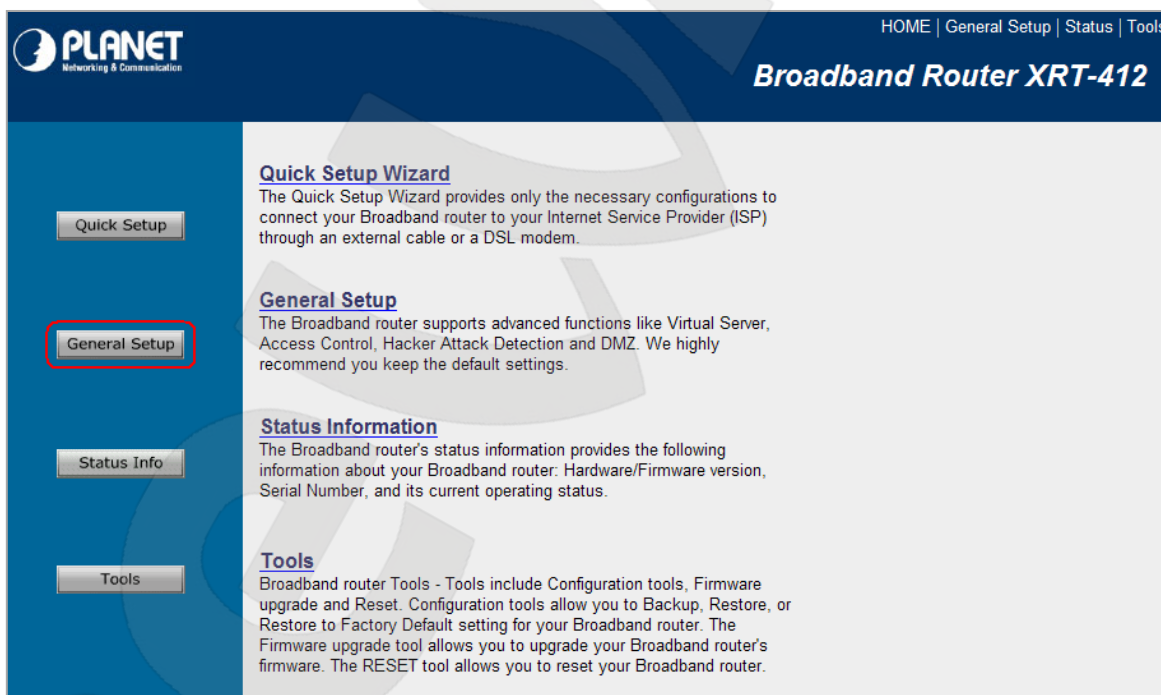 PLANET
Networking & Communication
HOME | General Setup | Status | Tools
Broadband Router XRT-412
Quick Setup
General Setup
Status Info
Tools
Quick Setup Wizard
The Quick Setup Wizard provides only the necessary configurations to
connect your Broadband router to your Internet Service Provider (ISP)
through an external cable or a DSL modem.
General Setup
The Broadband router supports advanced functions like Virtual Server,
Access Control, Hacker Attack Detection and DMZ. We highly
recommend you keep the default settings.
Status Information
The Broadband router's status information provides the following
information about your Broadband router: Hardware/Firmware version,
Serial Number, and its current operating status.
Tools
Broadband router Tools - Tools include Configuration tools, Firmware
upgrade and Reset. Configuration tools allow you to Backup, Restore, or
Restore to Factory Default setting for your Broadband router. The
Firmware upgrade tool allows you to upgrade your Broadband router's
firmware. The RESET tool allows you to reset your Broadband router.